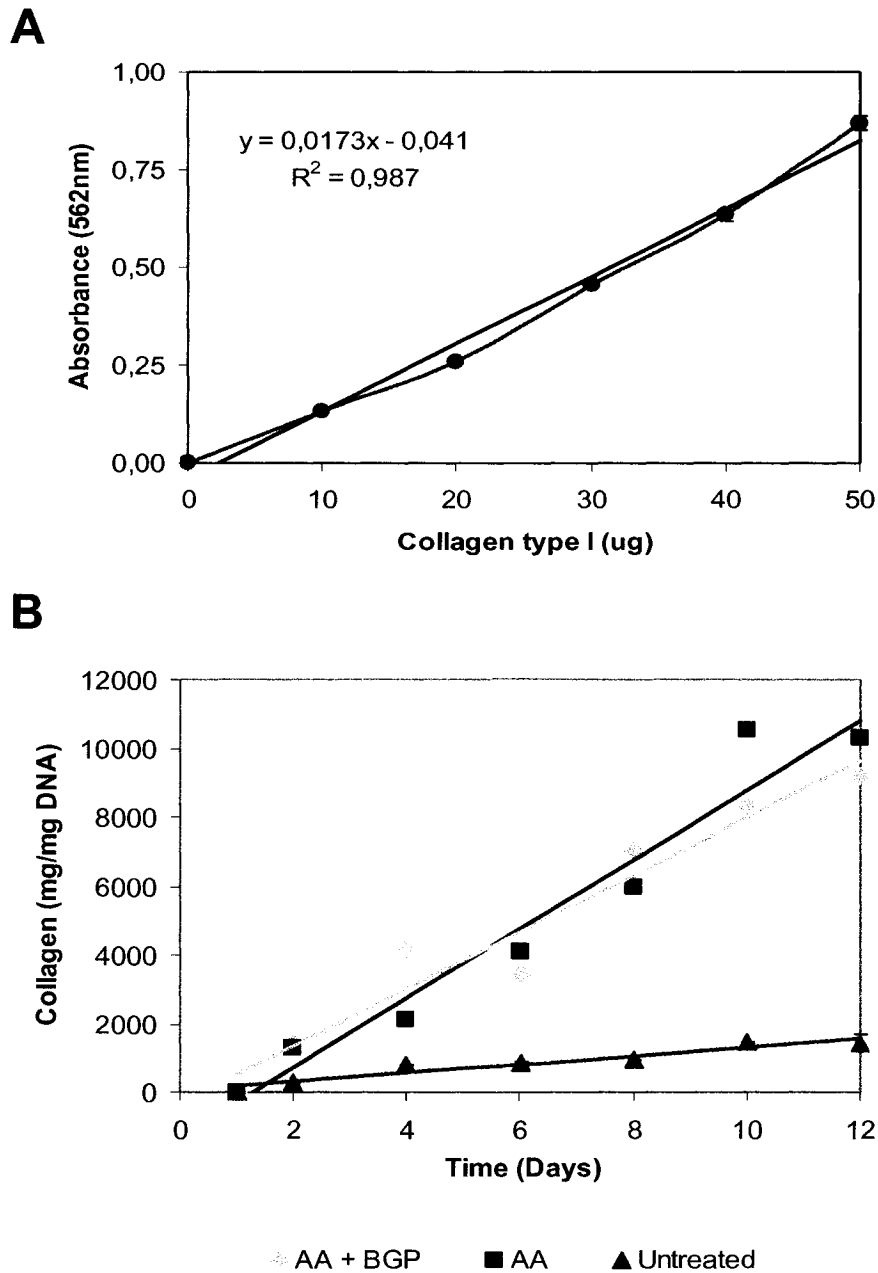 A
1,00
0,75
0,50
0,25
0,00
Absorbance (562nm)
y = 0,0173x - 0,041
R² = 0,987
0 10 20 30 40 50
Collagen type I (ug)
B
12000
10000
8000
6000
4000
2000
0
Collagen (mg/mg DNA)
0 2 4 6 8 10 12
Time (Days)
AA + BGP AA Untreated